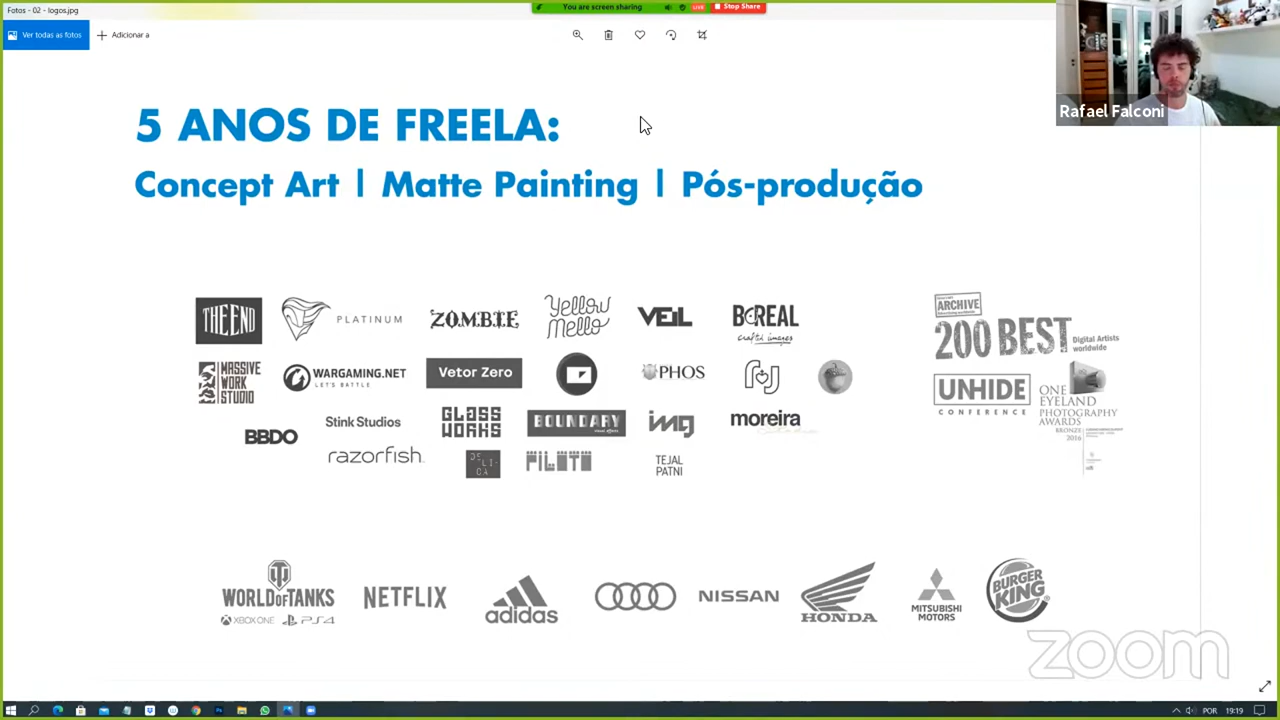 Fotos - 02 - logos.jpg
You are screen sharing
LIVE
Stop Share
Ver todas as fotos
Adicionar a
Rafael Falconi
5 ANOS DE FREELA:
Concept Art | Matte Painting | Pós-produção
THE END
PLATINUM
ZOMBIE
Yellow
Mello
VEIL
BOREAL
crafted images
MASSIVE
WORK
STUDIO
WARGAMING.NET
LET'S BATTLE
Vetor Zero
PHOS
BBDO
Stink Studios
GLASS
WORKS
BOUNDARY
img
moreira
razorfish
PILOTO
TEJAL
PATNI
ARCHIVE
200 BEST
Digital Artists
worldwide
UNHIDE
CONFERENCE
ONE
EYELAND
PHOTOGRAPHY
AWARDS
BRONZE
2016
WORLD OF TANKS
XBOX ONE
PS4
NETFLIX
adidas
NISSAN
HONDA
MITSUBISHI
MOTORS
BURGER
KING
zoom
POR
19:19